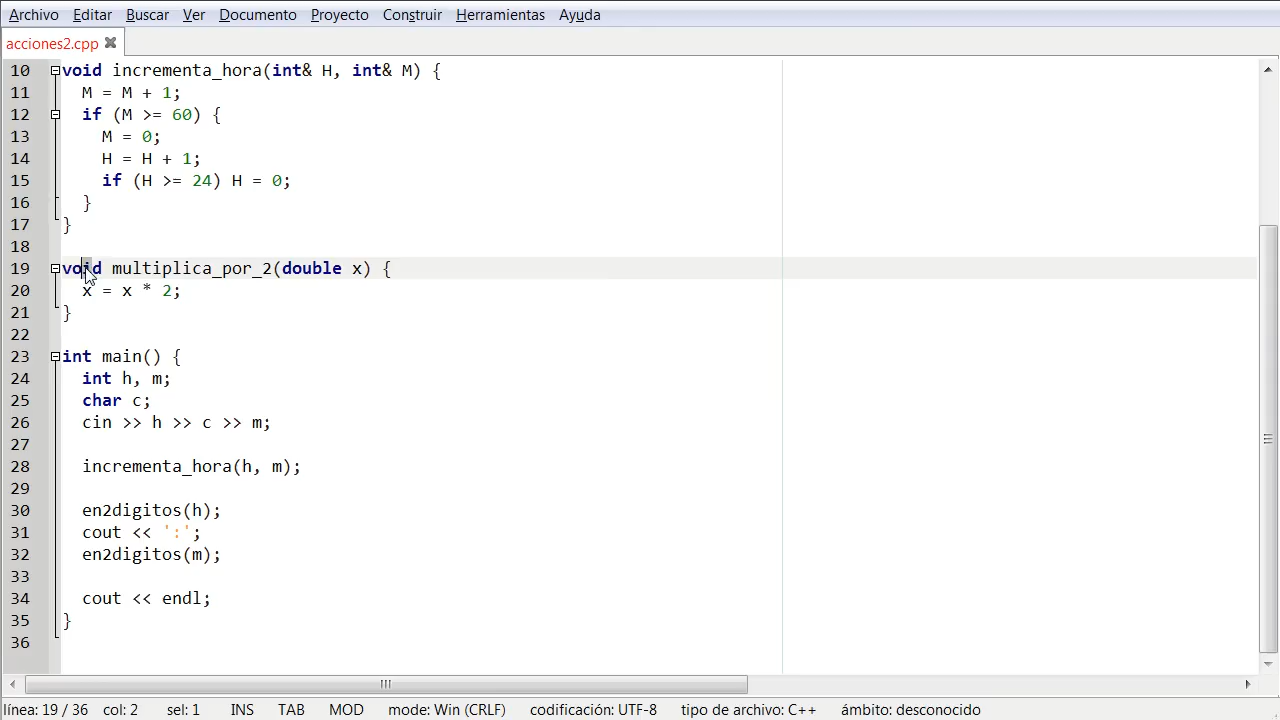 Archivo Editar Buscar Ver Documento Proyecto Construir Herramientas Ayuda
acciones2.cpp
10 void incrementa_hora(int& H, int& M) {
11 M = M + 1;
12 if (M >= 60) {
13 M = 0;
14 H = H + 1;
15 if (H >= 24) H = 0;
16 }
17 }
18
19 void multiplica_por_2(double x) {
20 x = x * 2;
21 }
22
23 int main() {
24 int h, m;
25 char c;
26 cin >> h >> c >> m;
27
28 incrementa_hora(h, m);
29
30 en2digitos(h);
31 cout << ':';
32 en2digitos(m);
33
34 cout << endl;
35 }
36
línea: 19 / 36 col: 2 sel: 1 INS TAB MOD mode: Win (CRLF) codificación: UTF-8 tipo de archivo: C++ ámbito: desconocido